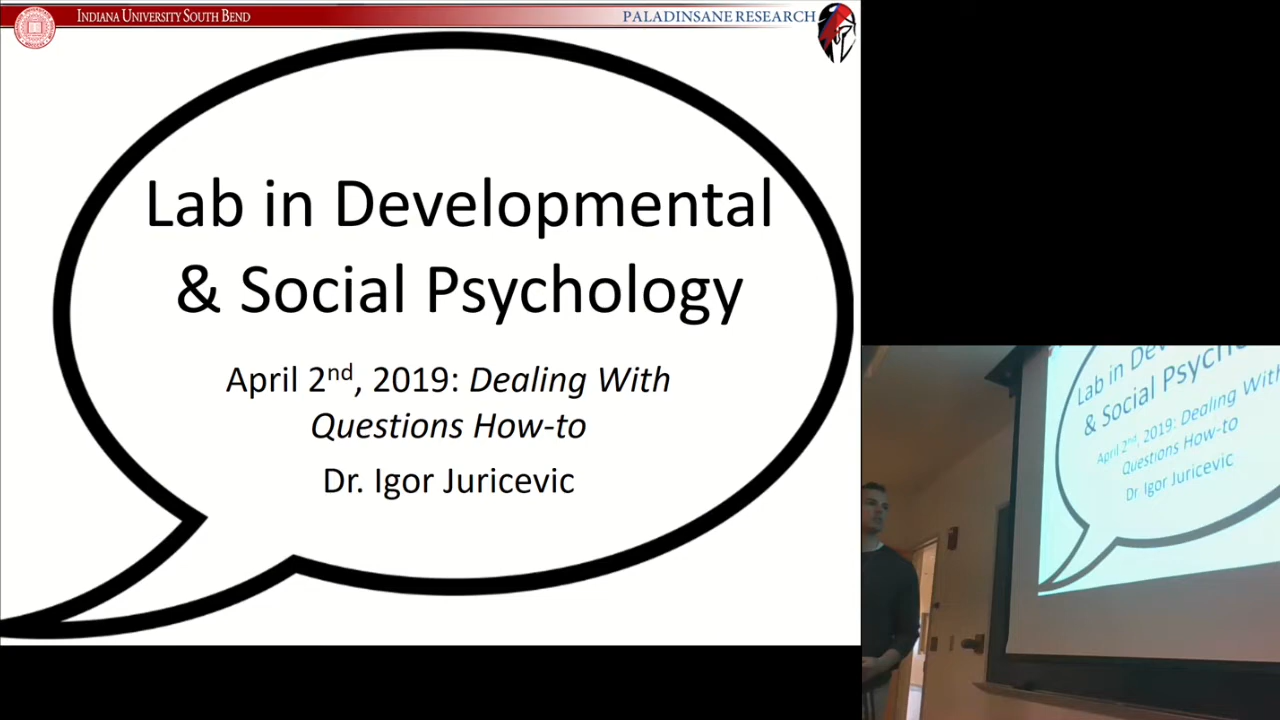 INDIANA UNIVERSITY SOUTH BEND
PALADINSANE RESEARCH
Lab in Developmental
& Social Psychology
April 2nd, 2019: Dealing With
Questions How-to
Dr. Igor Juricevic
Lab in Dev
& Social Psych
April 2nd, 2019: Dealing With
Questions How-to
Dr. Igor Juricevic